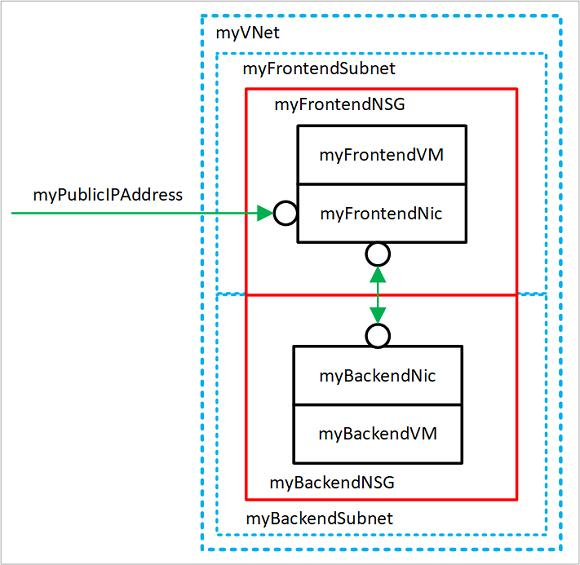 myVNet
myFrontendSubnet
myFrontendNSG
myFrontendVM
myPublicIPAddress
myFrontendNic
myBackendNic
myBackendVM
myBackendNSG
myBackendSubnet